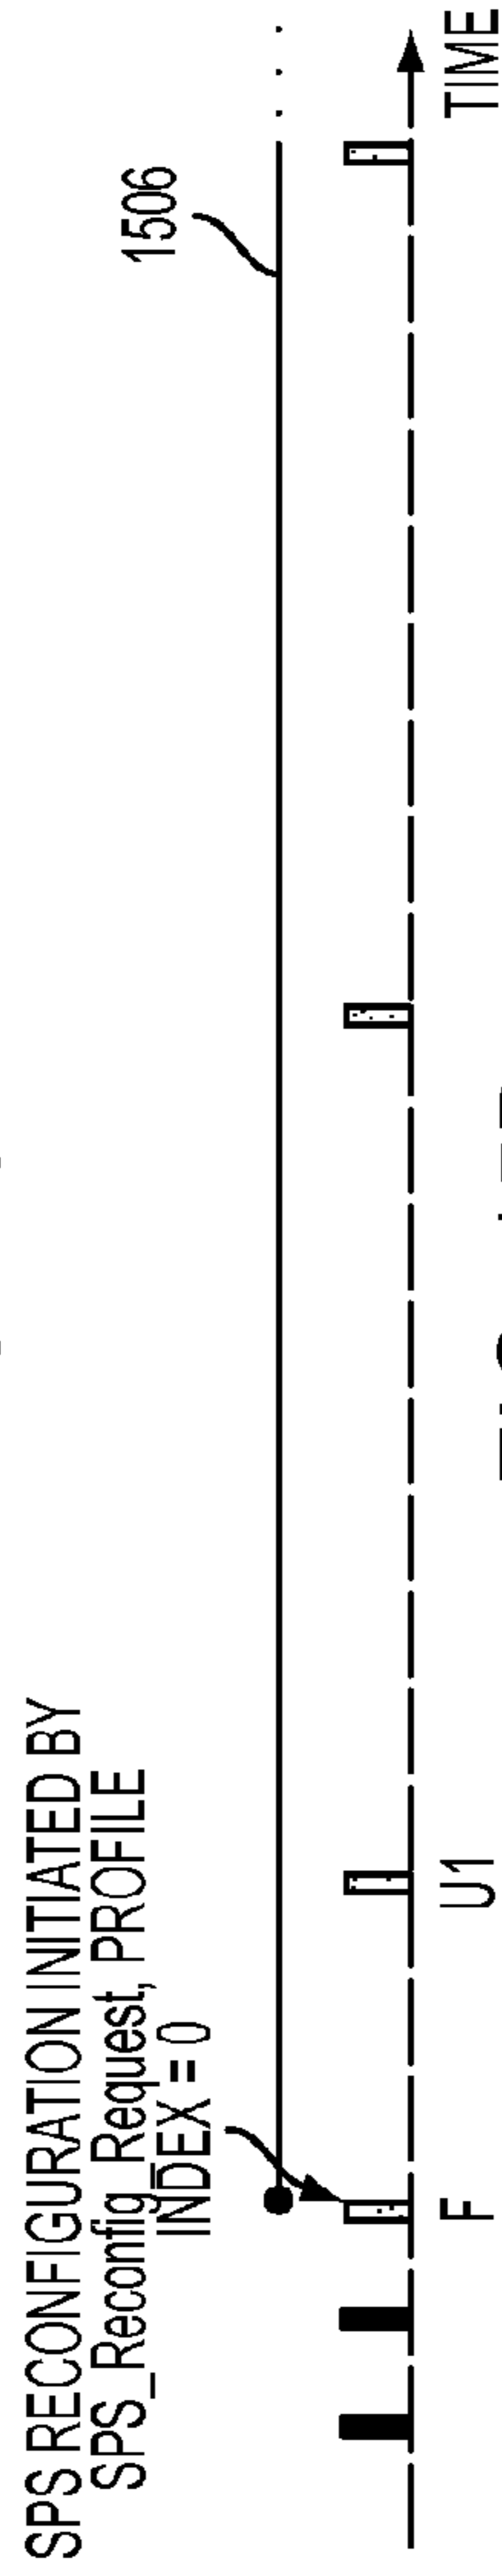 SPS RECONFIGURATION INITIATED BY
SPS_Reconfig_Request, PROFILE
INDEX = 0
1506
F
U1
TIME